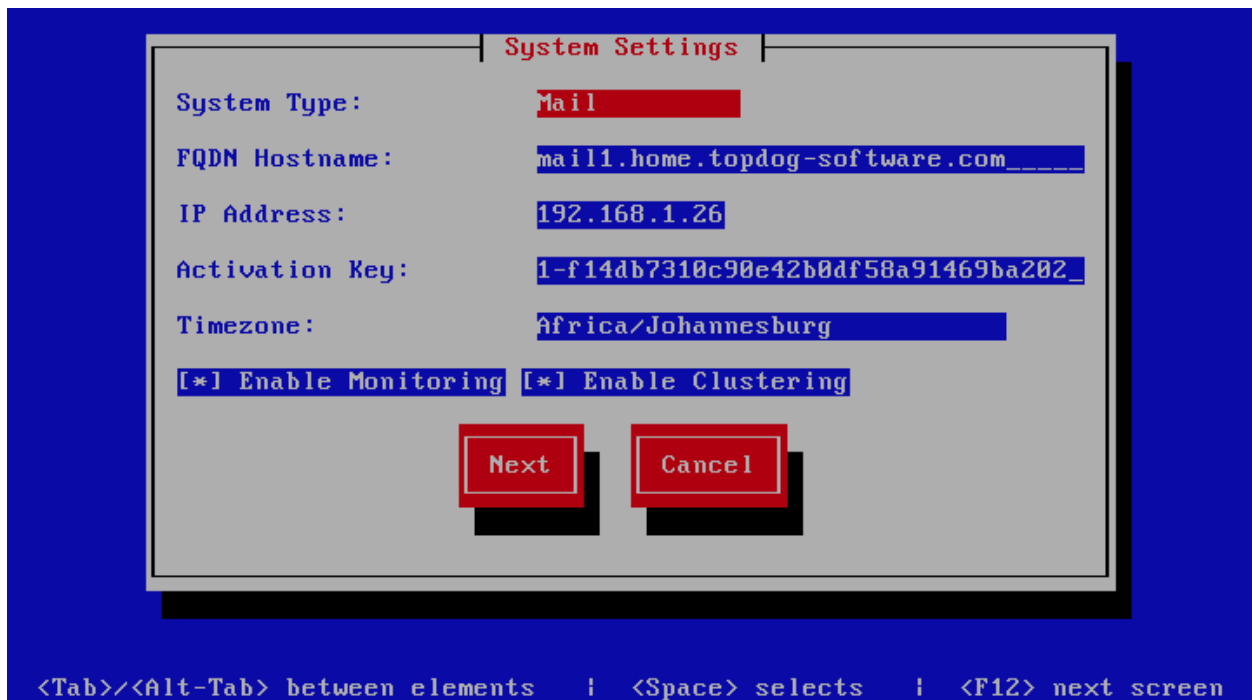 System Settings
System Type: Mail
FQDN Hostname: mail1.home.topdog-software.com_____
IP Address: 192.168.1.26
Activation Key: 1-f14db7310c90e42b0df58a91469ba202_
Timezone: Africa/Johannesburg
[*] Enable Monitoring [*] Enable Clustering
Next Cancel
<Tab>/<Alt-Tab> between elements | <Space> selects | <F12> next screen